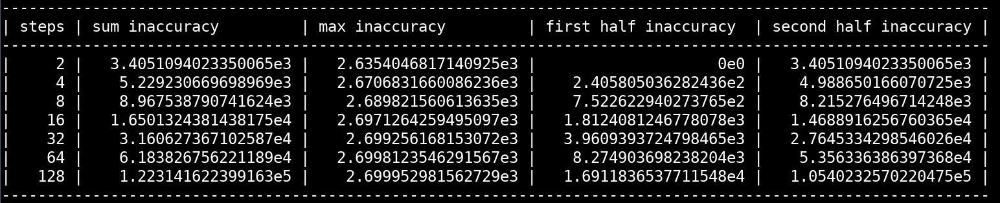 | steps | sum inaccuracy | max inaccuracy | first half inaccuracy | second half inaccuracy |
| 2 | 3.4051094023350065e3 | 2.6354046817140925e3 | 0e0 | 3.4051094023350065e3 |
| 4 | 5.229230669698969e3 | 2.6706831660086236e3 | 2.405805036282436e2 | 4.988650166070725e3 |
| 8 | 8.967538790741624e3 | 2.689821560613635e3 | 7.522622940273765e2 | 8.215276496714248e3 |
| 16 | 1.6501324381438175e4 | 2.6971264259495097e3 | 1.8124081246778078e3 | 1.4688916256760365e4 |
| 32 | 3.160627367102587e4 | 2.699256168153072e3 | 3.9609393724798465e3 | 2.7645334298546026e4 |
| 64 | 6.183826756221189e4 | 2.6998123546291567e3 | 8.274903698238204e3 | 5.356336386397368e4 |
| 128 | 1.223141622399163e5 | 2.699952981562729e3 | 1.6911836537711548e4 | 1.0540232570220475e5 |